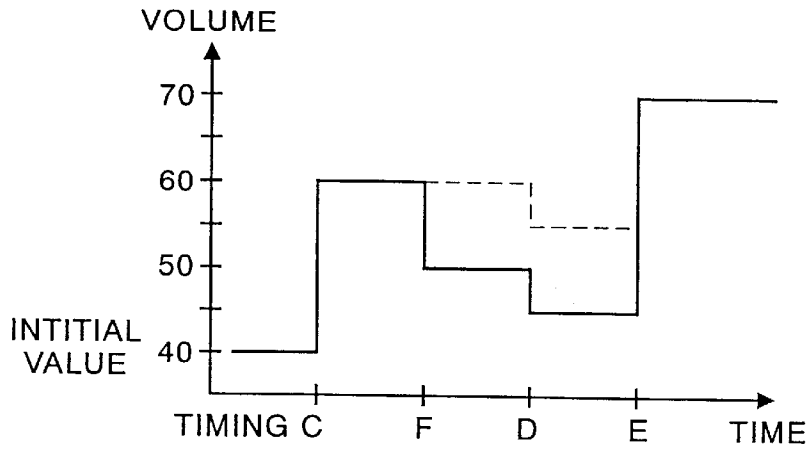 VOLUME
70
60
50
INTITIAL
VALUE
40
TIMING C F D E TIME